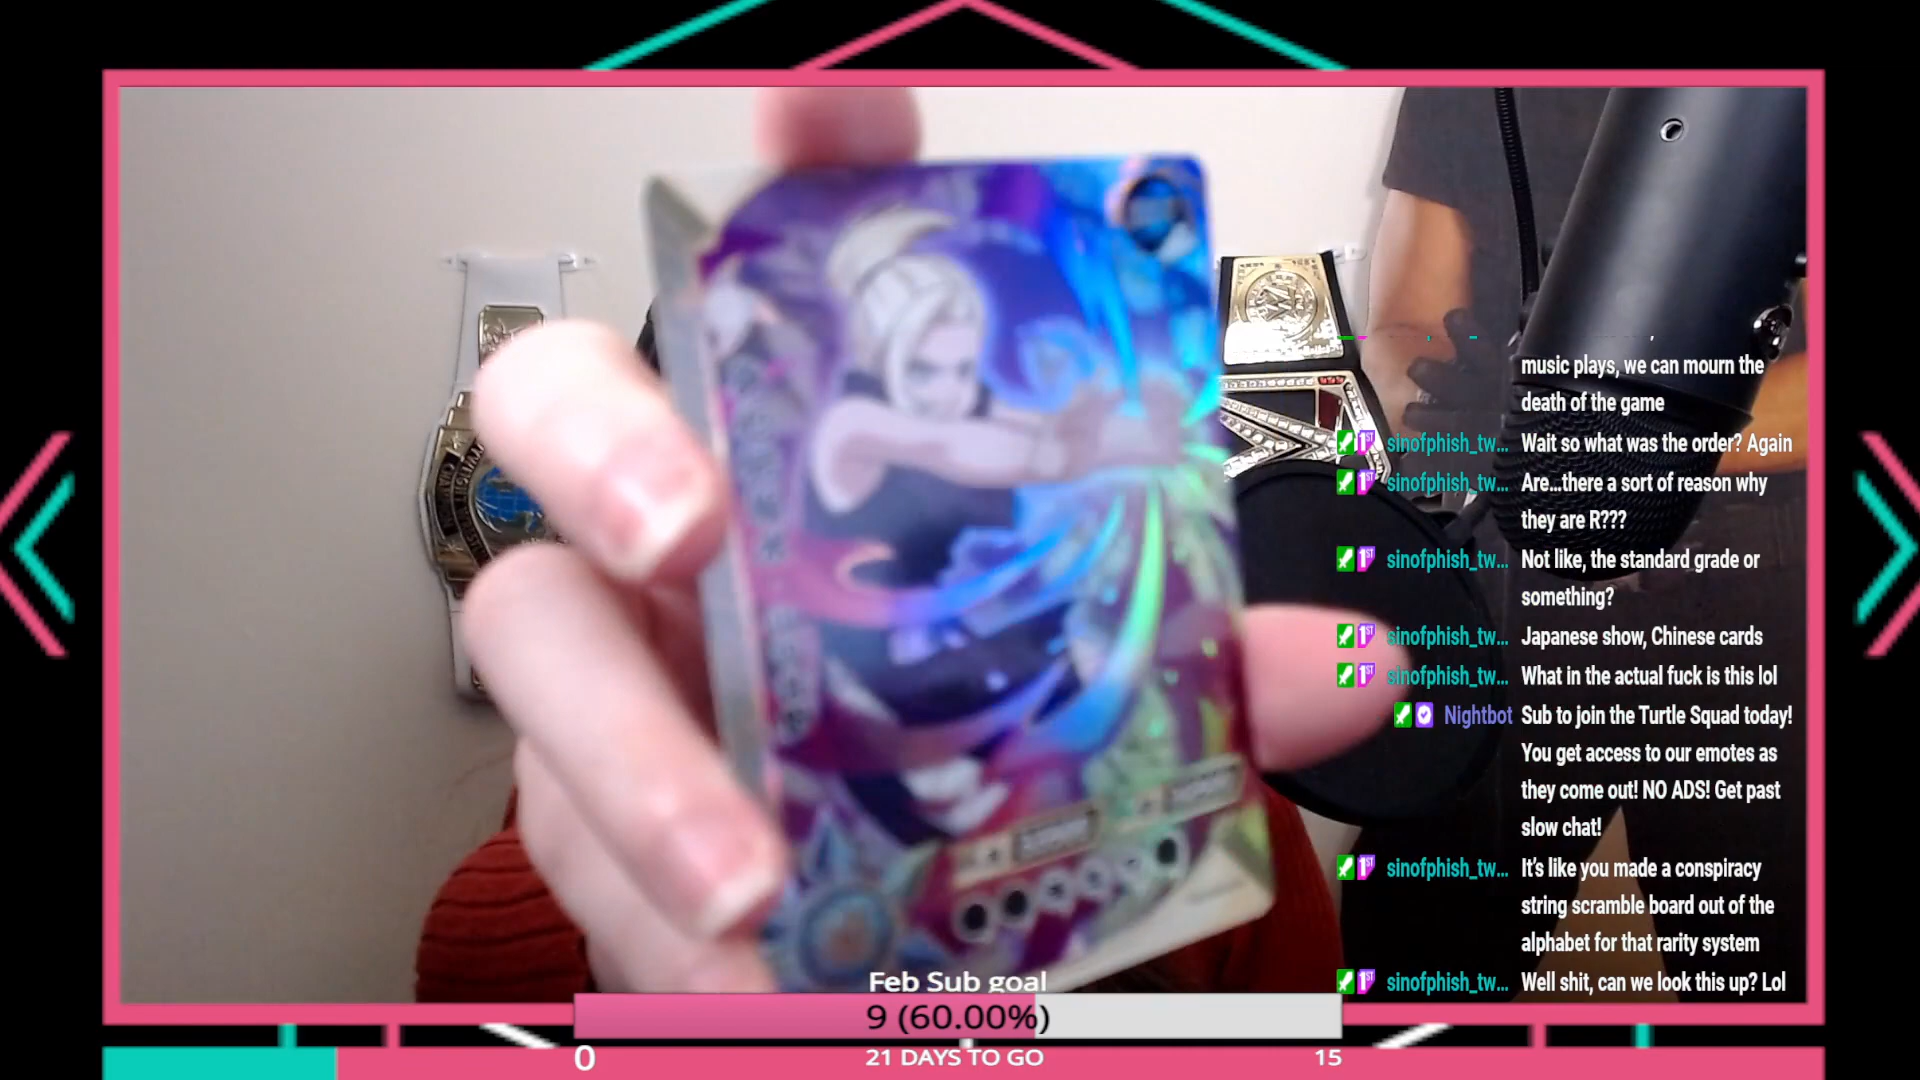 music plays, we can mourn the
death of the game
sinofphish_tw... Wait so what was the order? Again
sinofphish_tw... Are...there a sort of reason why
they are R???
sinofphish_tw... Not like, the standard grade or
something?
sinofphish_tw... Japanese show, Chinese cards
sinofphish_tw... What in the actual fuck is this lol
Nightbot Sub to join the Turtle Squad today!
You get access to our emotes as
they come out! NO ADS! Get past
slow chat!
sinofphish_tw... It's like you made a conspiracy
string scramble board out of the
alphabet for that rarity system
sinofphish_tw... Well shit, can we look this up? Lol
Feb Sub goal
9 (60.00%)
0 21 DAYS TO GO 15